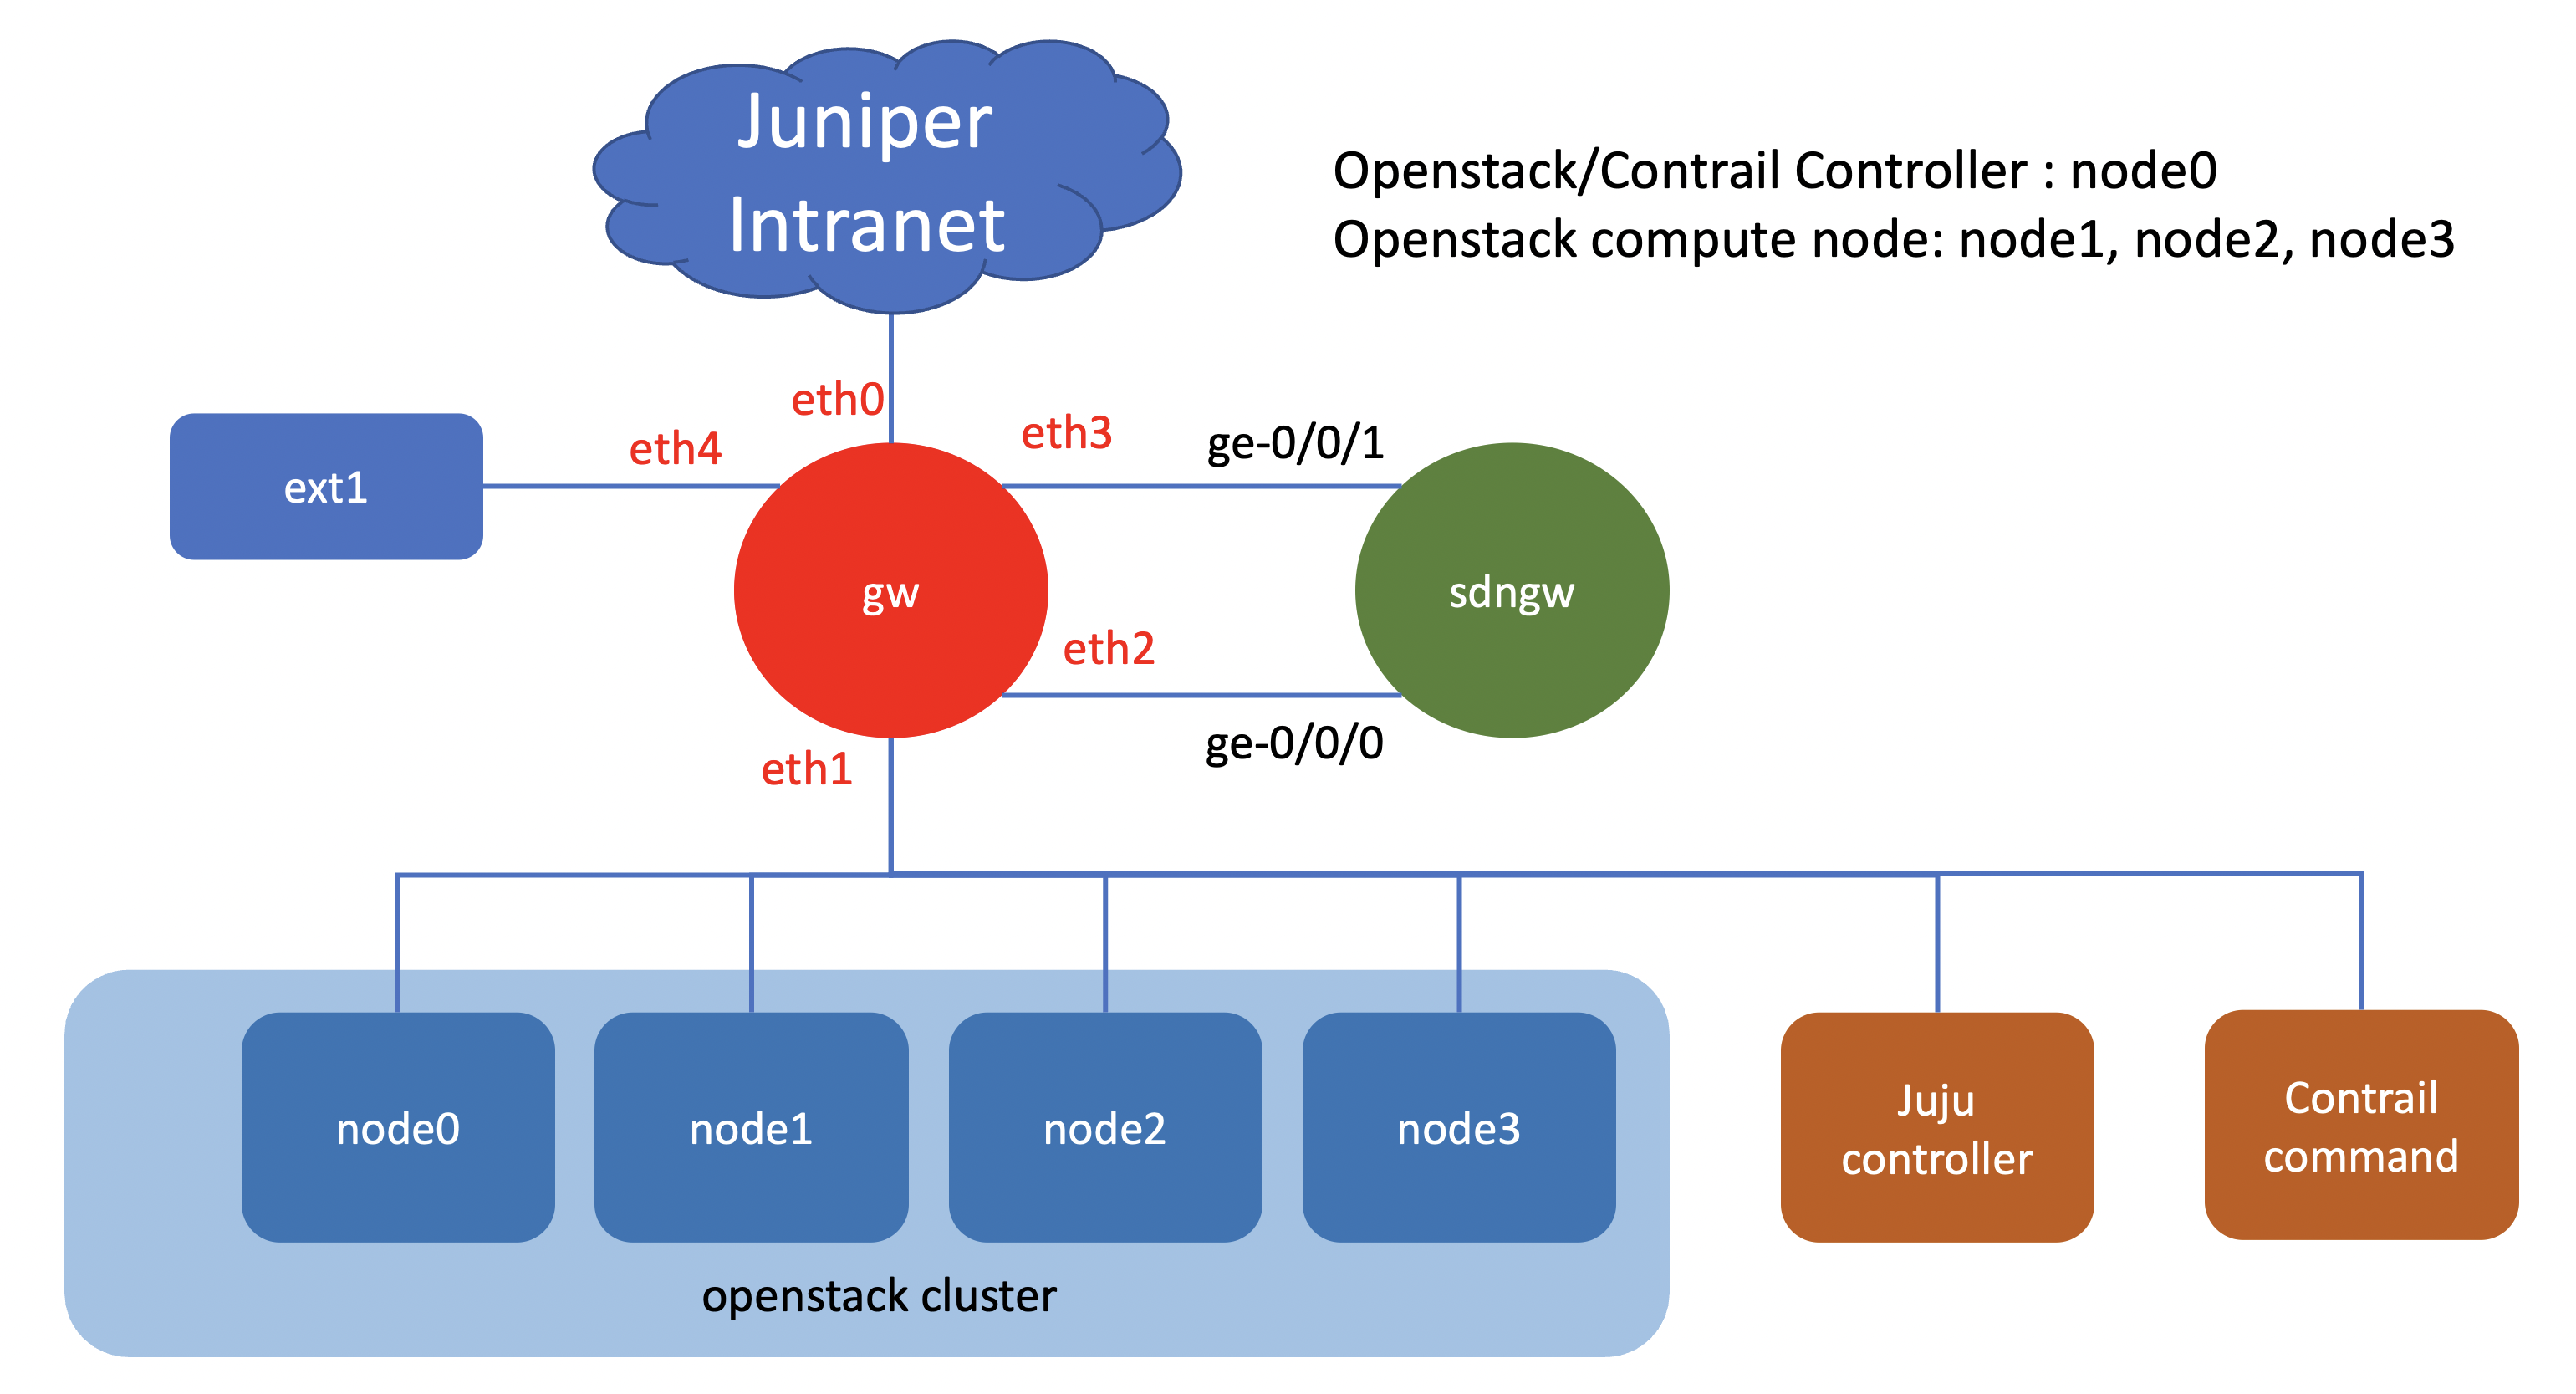 Juniper
Intranet
Openstack/Contrail Controller : node0
Openstack compute node: node1, node2, node3
eth0
eth4
eth3
ge-0/0/1
ext1
gw
sdngw
eth2
ge-0/0/0
eth1
node0
node1
node2
node3
Juju
controller
Contrail
command
openstack cluster